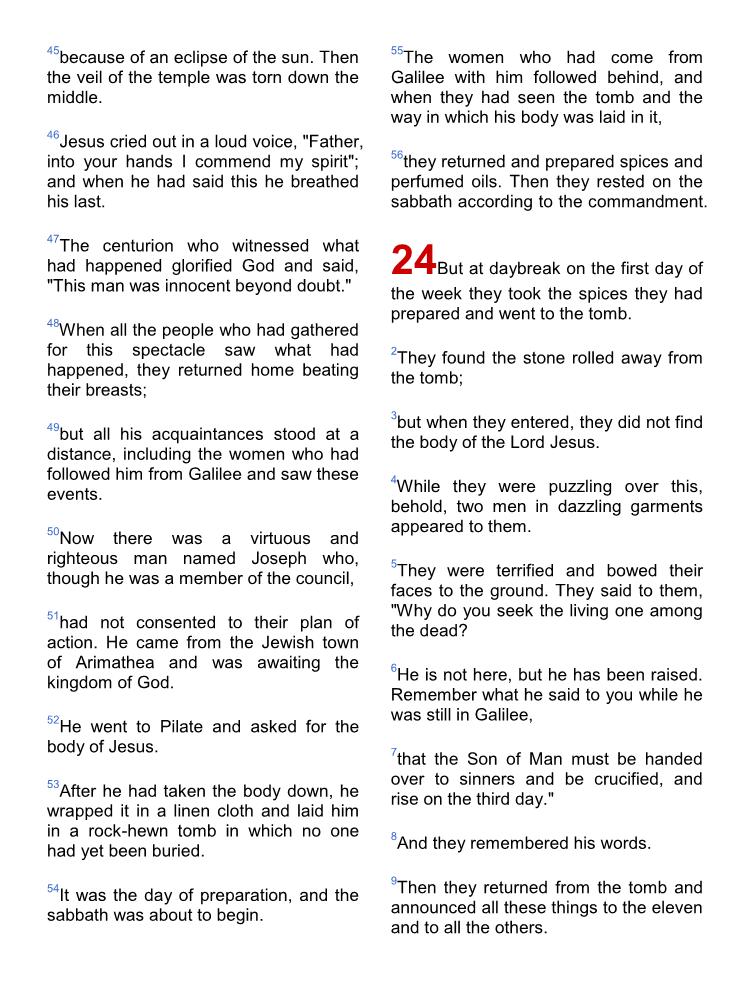 45because of an eclipse of the sun. Then
the veil of the temple was torn down the
middle.
46Jesus cried out in a loud voice, "Father,
into your hands I commend my spirit";
and when he had said this he breathed
his last.
47The centurion who witnessed what
had happened glorified God and said,
"This man was innocent beyond doubt."
48When all the people who had gathered
for this spectacle saw what had
happened, they returned home beating
their breasts;
49but all his acquaintances stood at a
distance, including the women who had
followed him from Galilee and saw these
events.
50Now there was a virtuous and
righteous man named Joseph who,
though he was a member of the council,
51had not consented to their plan of
action. He came from the Jewish town
of Arimathea and was awaiting the
kingdom of God.
52He went to Pilate and asked for the
body of Jesus.
53After he had taken the body down, he
wrapped it in a linen cloth and laid him
in a rock-hewn tomb in which no one
had yet been buried.
54It was the day of preparation, and the
sabbath was about to begin.
55The women who had come from
Galilee with him followed behind, and
when they had seen the tomb and the
way in which his body was laid in it,
56they returned and prepared spices and
perfumed oils. Then they rested on the
sabbath according to the commandment.
24But at daybreak on the first day of
the week they took the spices they had
prepared and went to the tomb.
2They found the stone rolled away from
the tomb;
3but when they entered, they did not find
the body of the Lord Jesus.
4While they were puzzling over this,
behold, two men in dazzling garments
appeared to them.
5They were terrified and bowed their
faces to the ground. They said to them,
"Why do you seek the living one among
the dead?
6He is not here, but he has been raised.
Remember what he said to you while he
was still in Galilee,
7that the Son of Man must be handed
over to sinners and be crucified, and
rise on the third day."
8And they remembered his words.
9Then they returned from the tomb and
announced all these things to the eleven
and to all the others.